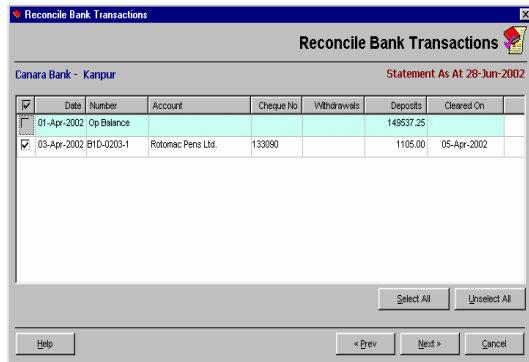 Reconcile Bank Transactions
Reconcile Bank Transactions
Canara Bank - Kanpur Statement As At 28-Jun-2002
Date Number Account Cheque No Withdrawals Deposits Cleared On
01-Apr-2002 Op Balance 149537.25
03-Apr-2002 B1D-0203-1 Rotomac Pens Ltd. 133090 1105.00 05-Apr-2002
Select All Unselect All
Help « Prev Next » Cancel